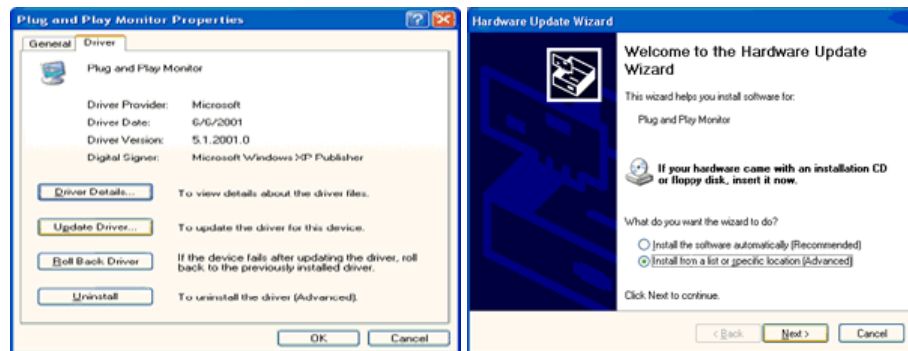 Plug and Play Monitor Properties
General
Driver
Plug and Play Monitor
Driver Provider: Microsoft
Driver Date: 6/6/2001
Driver Version: 5.1.2001.0
Digital Signer: Microsoft Windows XP Publisher
Driver Details...
To view details about the driver files.
Update Driver...
To update the driver for this device.
Roll Back Driver
If the device fails after updating the driver, roll
back to the previously installed driver.
Uninstall
To uninstall the driver (Advanced).
OK
Cancel
Hardware Update Wizard
Welcome to the Hardware Update
Wizard
This wizard helps you install software for:
Plug and Play Monitor
If your hardware came with an installation CD
or floppy disk, insert it now.
What do you want the wizard to do?
Install the software automatically (Recommended)
Install from a list or specific location (Advanced)
Click Next to continue.
< Back
Next >
Cancel